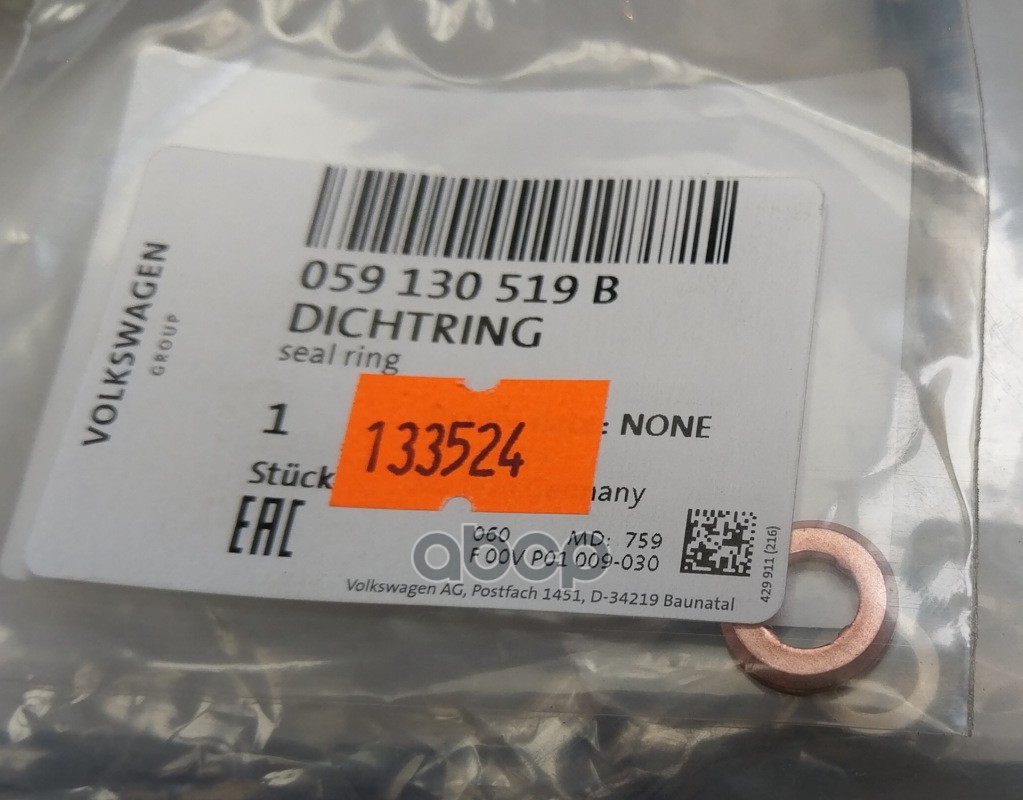 VOLKSWAGEN
GROUP
059 130 519 B
DICHTRING
seal ring
1
: NONE
133524
Stück
EAC
060 MD: 759
F 00V P01 009-030
Volkswagen AG, Postfach 1451, D-34219 Baunatal
429 911 (216)
abcp